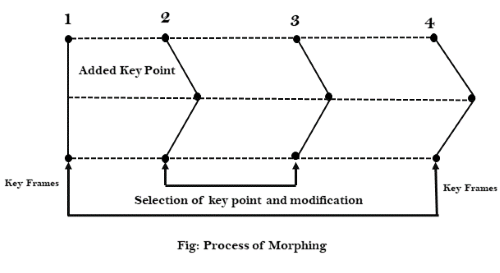 1 2 3 4
Added Key Point
Key Frames
Key Frames
Selection of key point and modification
Fig: Process of Morphing